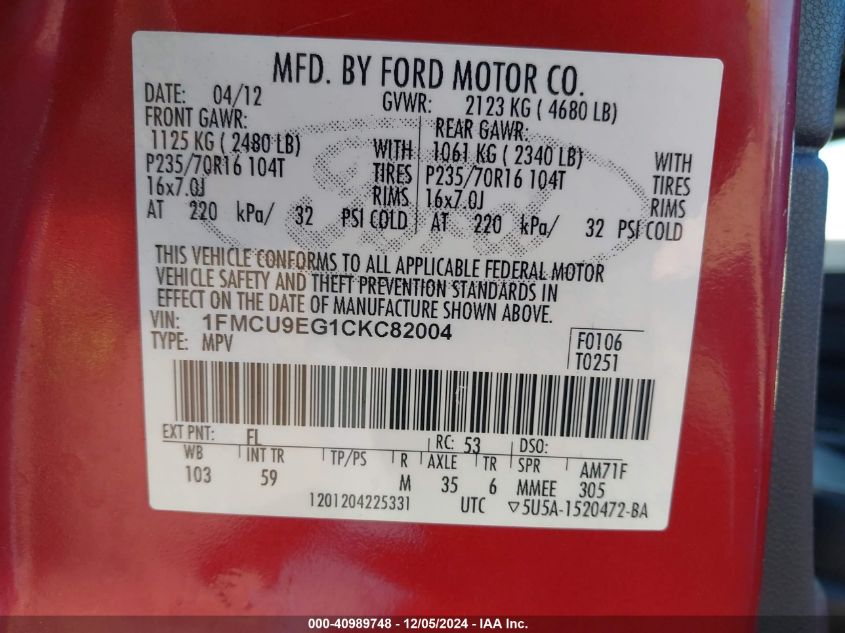 MFD. BY FORD MOTOR CO.
DATE: 04/12 GVWR: 2123 KG ( 4680 LB)
FRONT GAWR: REAR GAWR:
1125 KG ( 2480 LB) WITH 1061 KG ( 2340 LB) WITH
P235/70R16 104T TIRES P235/70R16 104T TIRES
16x7.0J RIMS 16x7.0J RIMS
AT 220 kPa/ 32 PSI COLD AT 220 kPa/ 32 PSI COLD
Ford
THIS VEHICLE CONFORMS TO ALL APPLICABLE FEDERAL MOTOR
VEHICLE SAFETY AND THEFT PREVENTION STANDARDS IN
EFFECT ON THE DATE OF MANUFACTURE SHOWN ABOVE.
VIN: 1FMCU9EG1CKC82004 F0106
TYPE: MPV T0251
EXT PNT: FL RC: 53 DSO:
WB INT TR TP/PS R AXLE TR SPR AM71F
103 59 M 35 6 MMEE 305
1201204225331 UTC ▽5U5A-1520472-BA
000-40989748 - 12/05/2024 - IAA Inc.